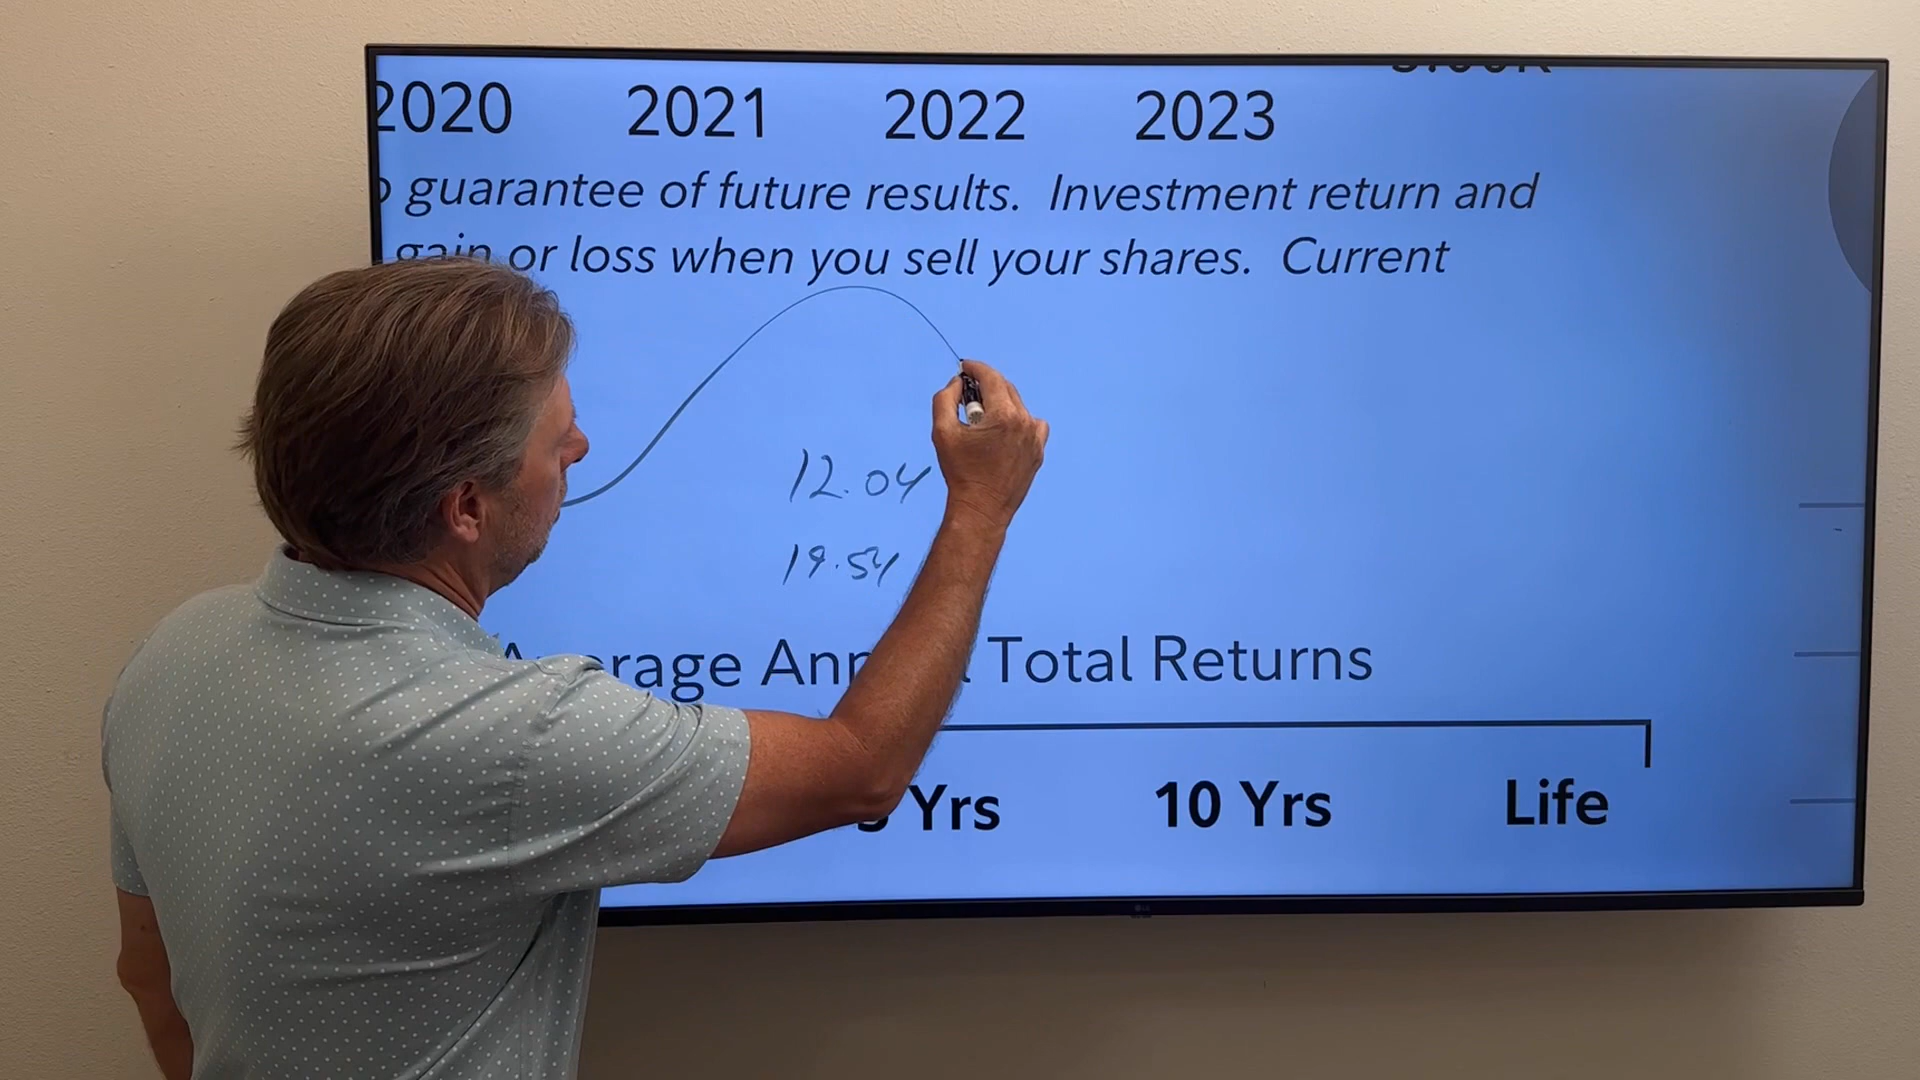 2020 2021 2022 2023
guarantee of future results. Investment return and
gain or loss when you sell your shares. Current
12.04
19.54
Total Returns
Yrs 10 Yrs Life